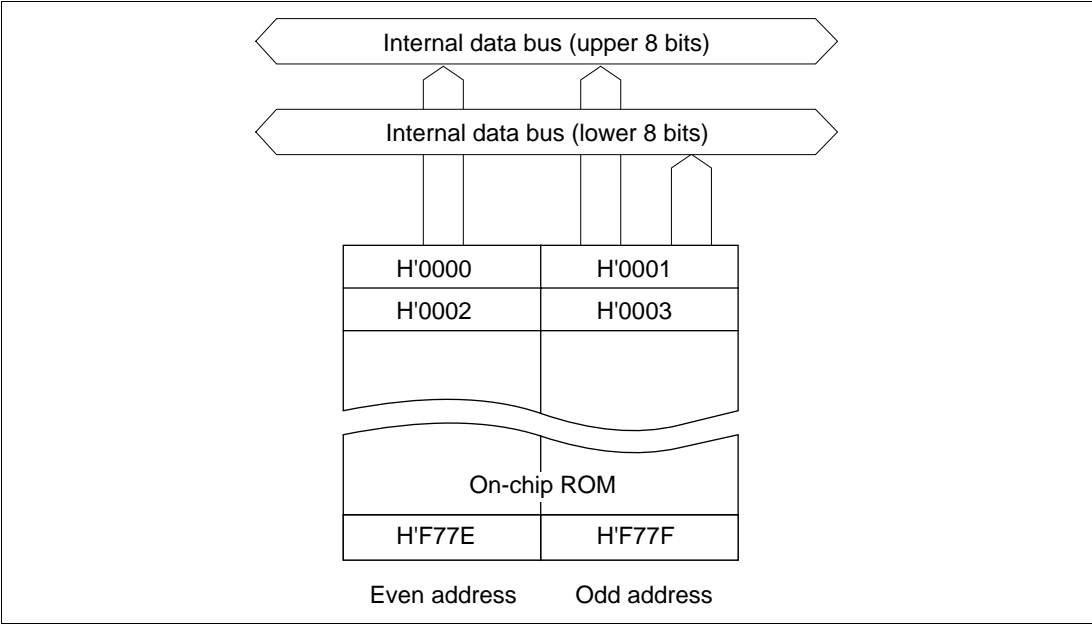 Internal data bus (upper 8 bits)
Internal data bus (lower 8 bits)
H'0000 H'0001
H'0002 H'0003
On-chip ROM
H'F77E H'F77F
Even address Odd address